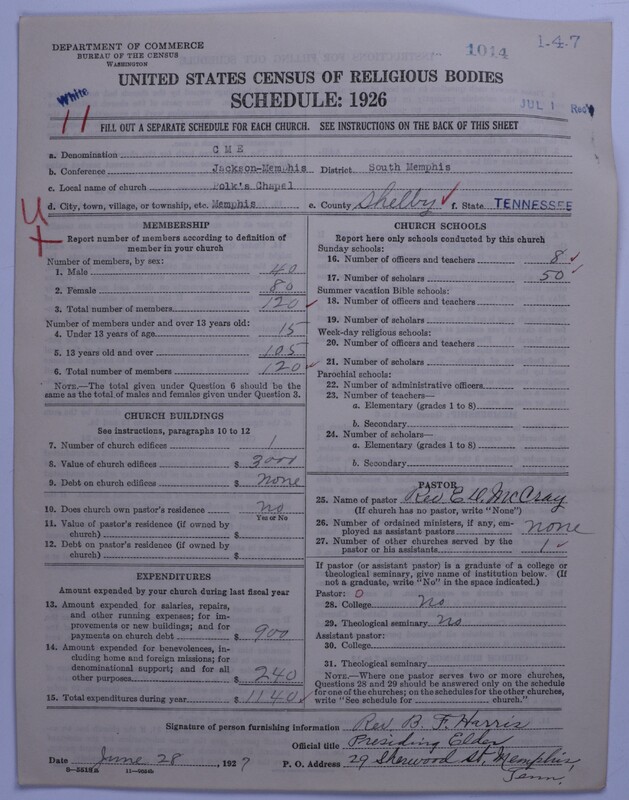 DEPARTMENT OF COMMERCE
BUREAU OF THE CENSUS
WASHINGTON
1014
1-4-7
UNITED STATES CENSUS OF RELIGIOUS BODIES
SCHEDULE: 1926
White
11
JUL 1 Rec'd
FILL OUT A SEPARATE SCHEDULE FOR EACH CHURCH. SEE INSTRUCTIONS ON THE BACK OF THIS SHEET
a. Denomination C M E
b. Conference Jackson-Memphis District South Memphis
c. Local name of church Polk's Chapel
d. City, town, village, or township, etc. Memphis e. County Shelby f. State TENNESSEE
MEMBERSHIP
Report number of members according to definition of
member in your church
Number of members, by sex:
1. Male 40
2. Female 80
3. Total number of members 120
Number of members under and over 13 years old:
4. Under 13 years of age 15
5. 13 years old and over 105
6. Total number of members 120
NOTE.—The total given under Question 6 should be the
same as the total of males and females given under Question 3.
CHURCH BUILDINGS
See instructions, paragraphs 10 to 12
7. Number of church edifices 1
8. Value of church edifices $ 3000
9. Debt on church edifices $ none
10. Does church own pastor's residence no
Yes or No
11. Value of pastor's residence (if owned by
church) $
12. Debt on pastor's residence (if owned by
church) $
EXPENDITURES
Amount expended by your church during last fiscal year
13. Amount expended for salaries, repairs,
and other running expenses; for im-
provements or new buildings; and for
payments on church debt $ 900
14. Amount expended for benevolences, in-
cluding home and foreign missions; for
denominational support; and for all
other purposes $ 240
15. Total expenditures during year $ 1140
CHURCH SCHOOLS
Report here only schools conducted by this church
Sunday schools:
16. Number of officers and teachers 8
17. Number of scholars 50
Summer vacation Bible schools:
18. Number of officers and teachers
19. Number of scholars
Week-day religious schools:
20. Number of officers and teachers
21. Number of scholars
Parochial schools:
22. Number of administrative officers
23. Number of teachers—
a. Elementary (grades 1 to 8)
b. Secondary
24. Number of scholars—
a. Elementary (grades 1 to 8)
b. Secondary
PASTOR
25. Name of pastor Rev. E. W. McCray
(If church has no pastor, write "None")
26. Number of ordained ministers, if any, em-
ployed as assistant pastors none
27. Number of other churches served by the
pastor or his assistants 1
If pastor (or assistant pastor) is a graduate of a college or
theological seminary, give name of institution below. (If
not a graduate, write "No" in the space indicated.)
Pastor: 0
28. College No
29. Theological seminary No
Assistant pastor:
30. College
31. Theological seminary
NOTE.—Where one pastor serves two or more churches,
Questions 28 and 29 should be answered only on the schedule
for one of the churches; on the schedules for the other churches,
write "See schedule for church."
Signature of person furnishing information Rev. B. F. Harris
Official title Presiding Elder
Date June 28, 1927 P. O. Address 29 Sherwood St, Memphis,
Tenn.